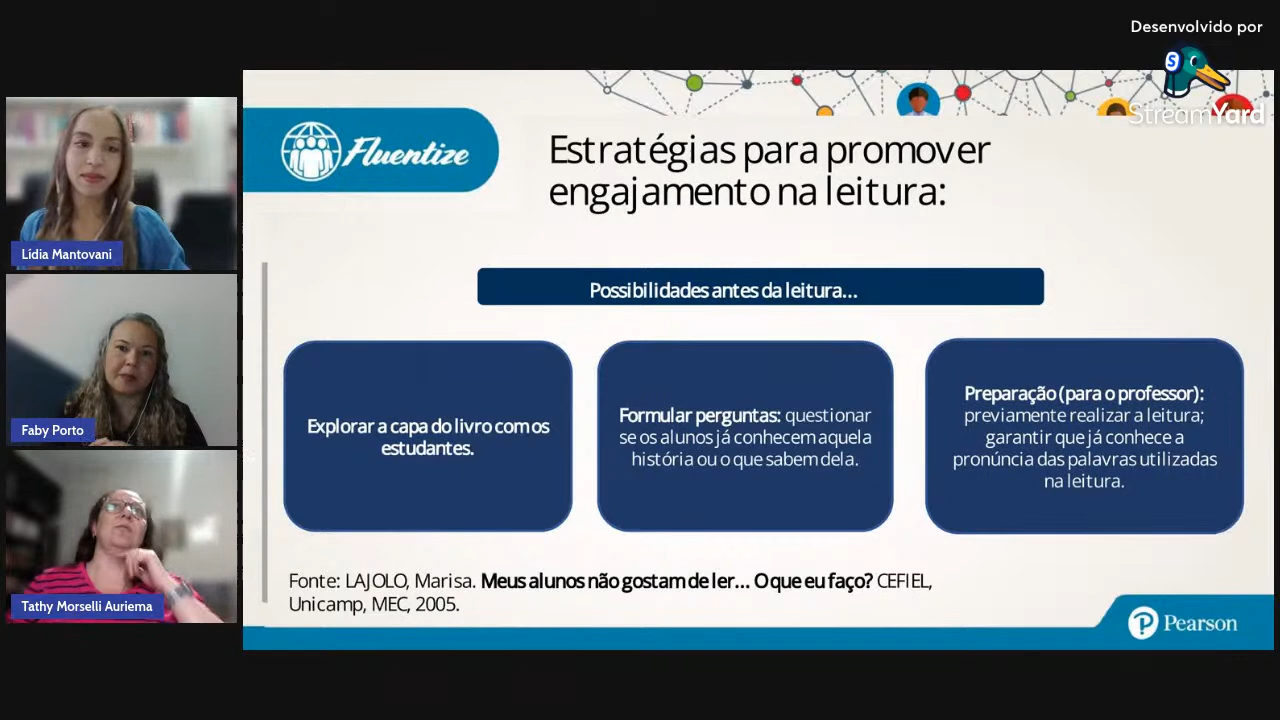 Desenvolvido por
StreamYard
Lídia Mantovani
Faby Porto
Tathy Morselli Auriema
Fluentize
Estratégias para promover
engajamento na leitura:
Possibilidades antes da leitura...
Explorar a capa do livro com os
estudantes.
Formular perguntas: questionar
se os alunos já conhecem aquela
história ou o que sabem dela.
Preparação (para o professor):
previamente realizar a leitura;
garantir que já conhece a
pronúncia das palavras utilizadas
na leitura.
Fonte: LAJOLO, Marisa. Meus alunos não gostam de ler... O que eu faço? CEFIEL,
Unicamp, MEC, 2005.
Pearson